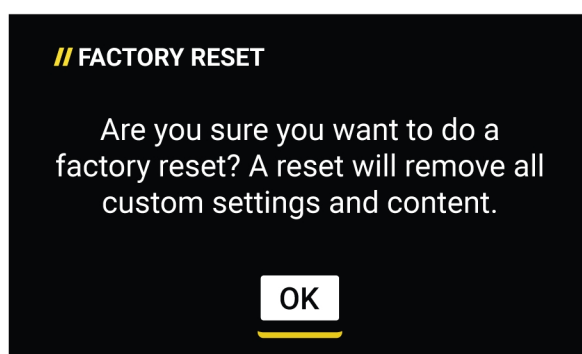 // FACTORY RESET
Are you sure you want to do a
factory reset? A reset will remove all
custom settings and content.
OK